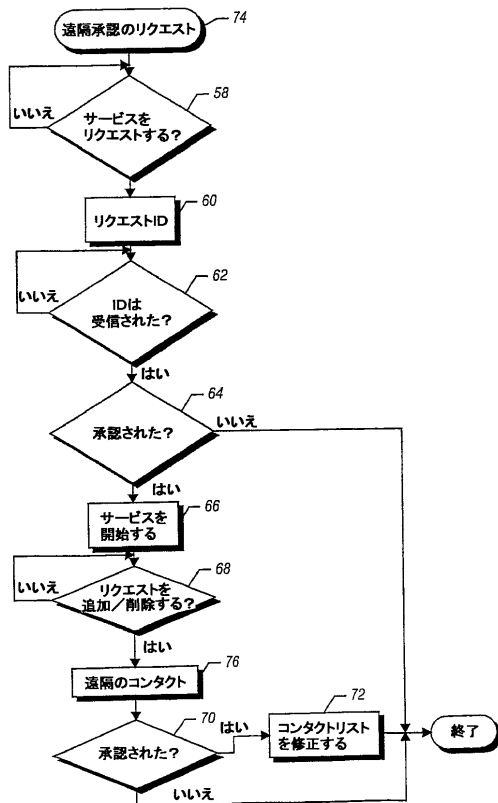 遠隔承認のリクエスト
74
58
いいえ
サービスを
リクエストする?
60
リクエストID
62
いいえ
IDは
受信された?
はい
64
承認された?
いいえ
はい
66
サービスを
開始する
68
いいえ
リクエストを
追加/削除する?
はい
76
遠隔のコンタクト
70
72
承認された?
はい
コンタクトリスト
を修正する
終了
いいえ